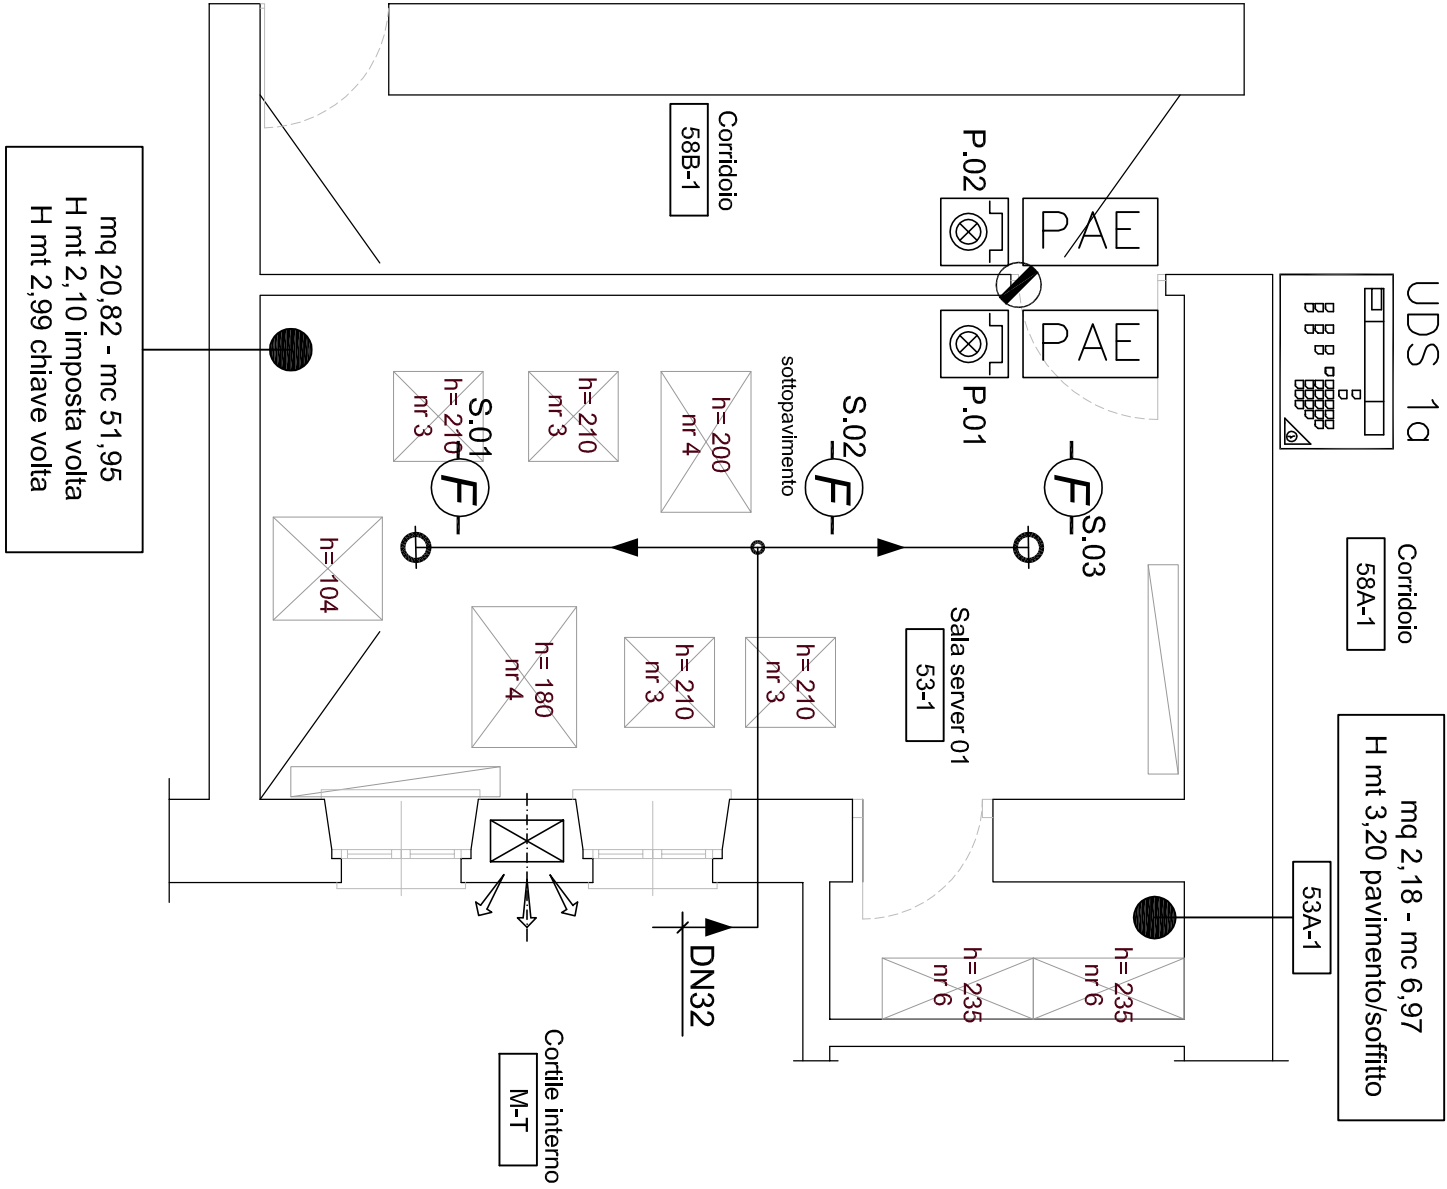 UDS 1a
Corridoio
58A-1
mq 2,18 - mc 6,97
H mt 3,20 pavimento/soffitto
53A-1
Corridoio
58B-1
P.02
PAE
PAE
P.01
S.03
F
S.02
F
sottopavimento
S.01
F
h= 200
nr 4
h= 210
nr 3
h= 210
nr 3
h= 104
h= 180
nr 4
h= 210
nr 3
h= 210
nr 3
Sala server 01
53-1
h= 235
nr 6
h= 235
nr 6
DN32
Cortile interno
M-T
mq 20,82 - mc 51,95
H mt 2,10 imposta volta
H mt 2,99 chiave volta